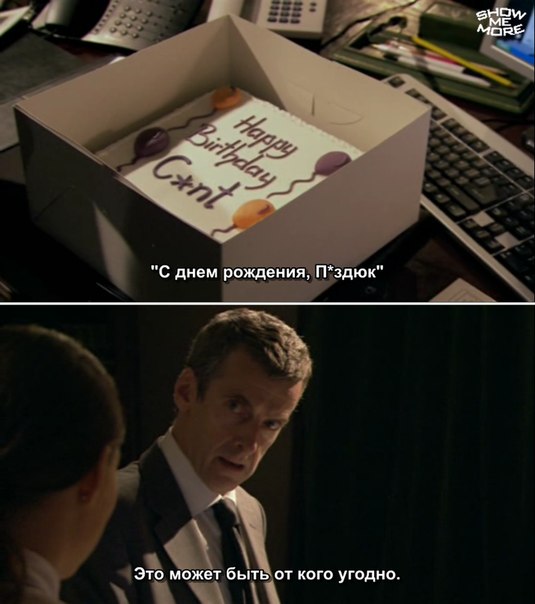 SHOW
ME
MORE
Happy
Birthday
C*nt
"С днем рождения, П*здюк"
Это может быть от кого угодно.